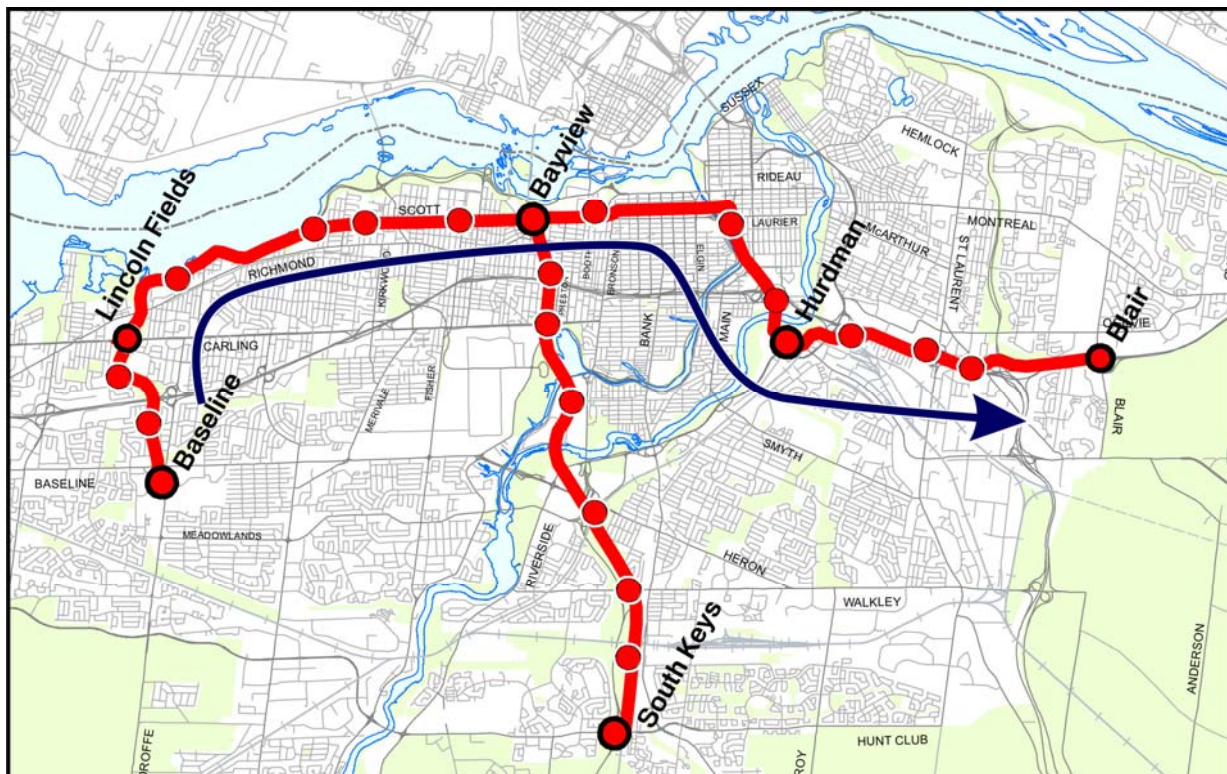 SUSSEX
HEMLOCK
RIDEAU
Bayview
Lincoln Fields
SCOTT
LAURIER
McARTHUR
MONTREAL
ST LAURENT
RICHMOND
KIRKWOOD
PRESTON
BOOTH
BRONSON
ELGIN
Hurdman
Blair
CARLING
BANK
MAIN
MERIVALE
FISHER
Baseline
BLAIR
SMYTH
BASELINE
MEADOWLANDS
RIVERSIDE
HERON
WALKLEY
South Keys
ANDERSON
HUNT CLUB